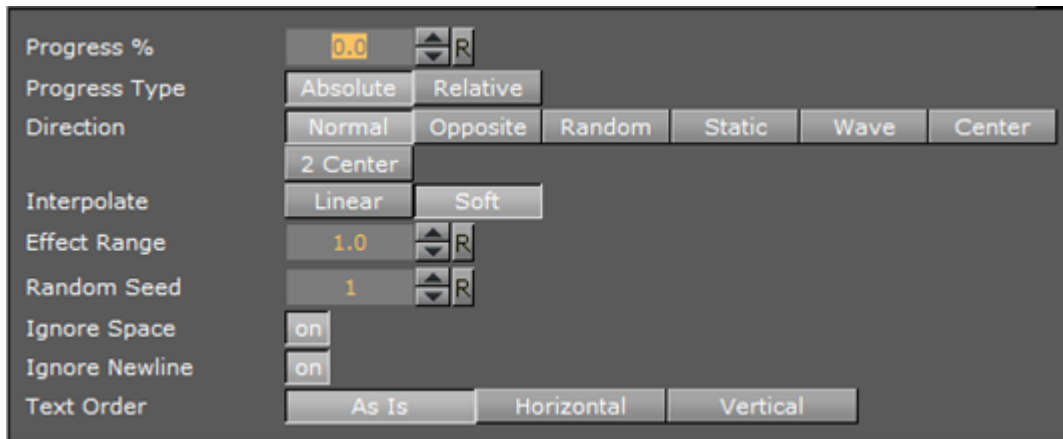 Progress % 0.0 R
Progress Type Absolute Relative
Direction Normal Opposite Random Static Wave Center
2 Center
Interpolate Linear Soft
Effect Range 1.0 R
Random Seed 1 R
Ignore Space on
Ignore Newline on
Text Order As Is Horizontal Vertical